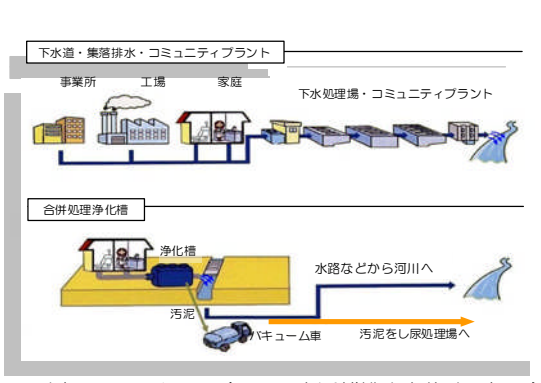 下水道・集落排水・コミュニティプラント
事業所 工場 家庭
下水処理場・コミュニティプラント
合併処理浄化槽
浄化槽
水路などから河川へ
汚泥
バキューム車
汚泥をし尿処理場へ